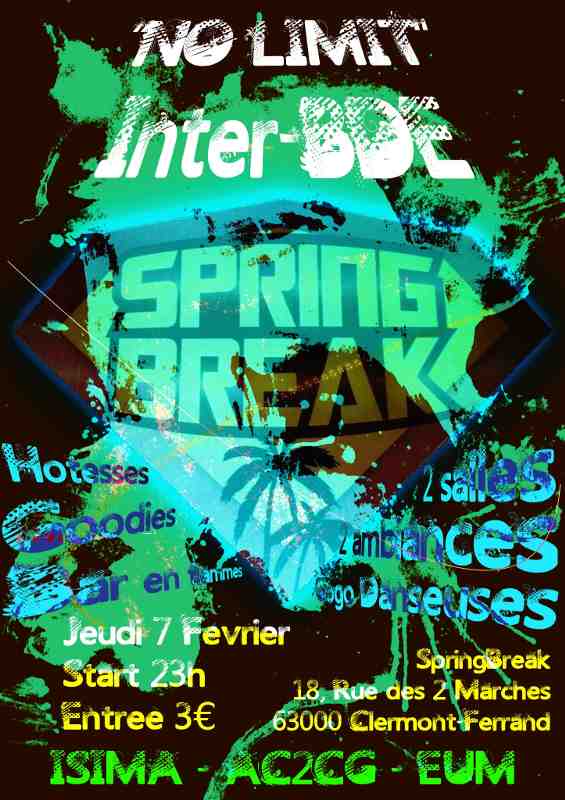 "NO LIMIT"
Inter-BDE
SPRING
BREAK
Hotesses
Goodies
Bar en flammes
2 salles
2 ambiances
Gogo Danseuses
Jeudi 7 Fevrier
Start 23h
Entree 3€
SpringBreak
18, Rue des 2 Marches
63000 Clermont-Ferrand
ISIMA - AC2CG - EUM